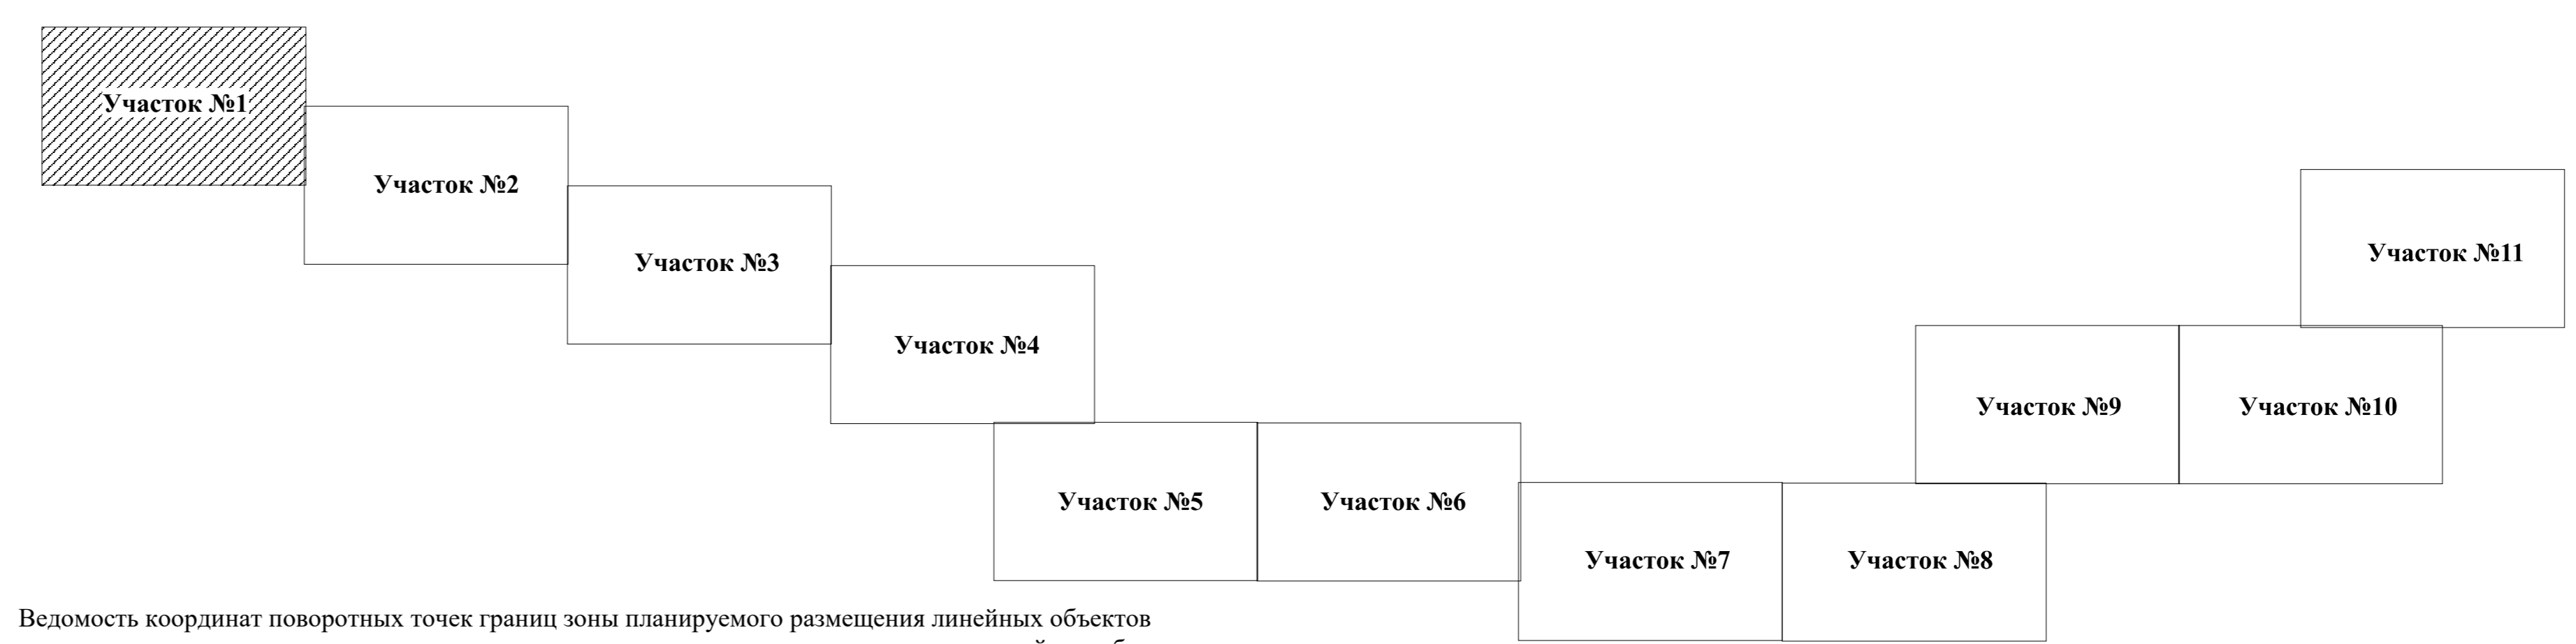 Участок №1
Участок №2
Участок №3
Участок №4
Участок №5
Участок №6
Участок №7
Участок №8
Участок №9
Участок №10
Участок №11
Ведомость координат поворотных точек границ зоны планируемого размещения линейных объектов